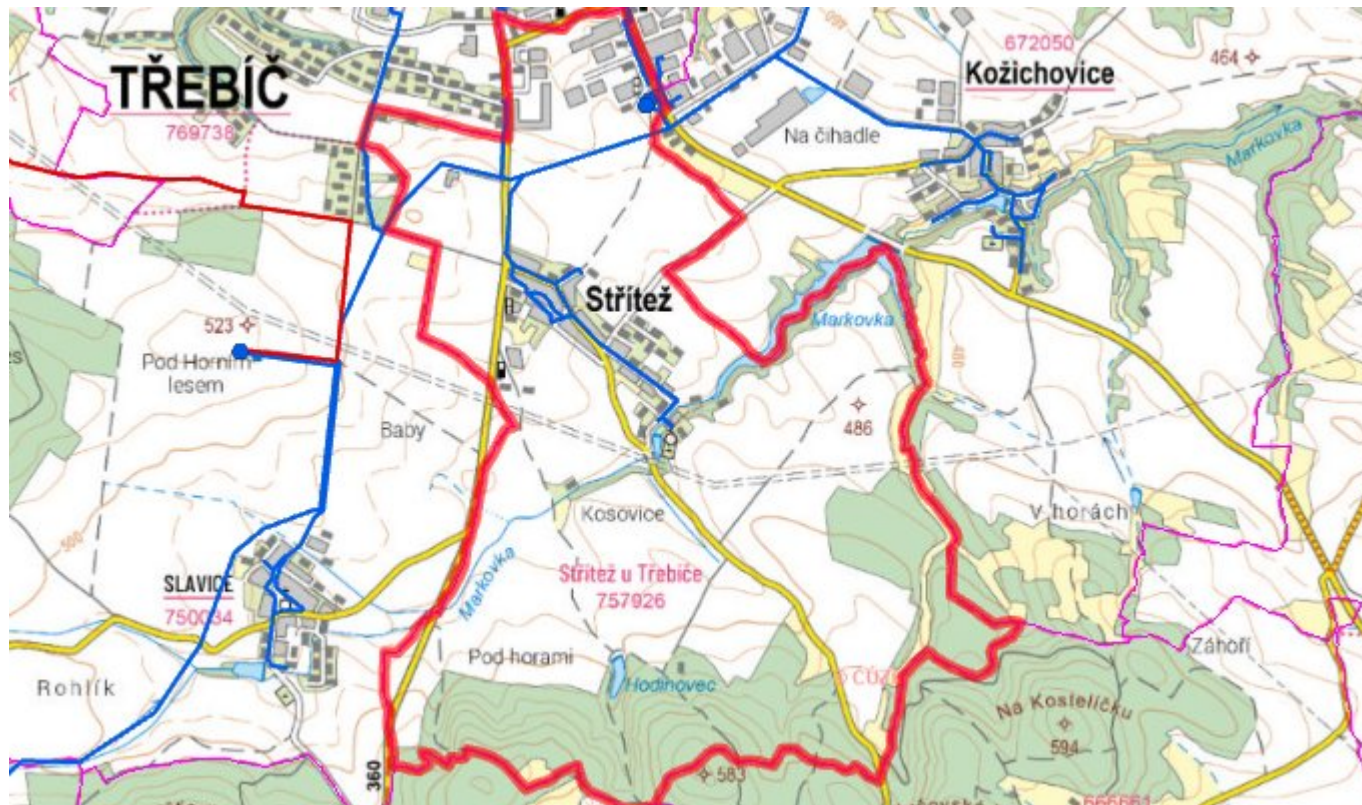 460
672050
464
Kožichovice
TŘEBÍČ
769738
Na čihadle
Markovka
523
Střítež
Markovka
Pod Horním
lesem
480
486
Baby
V horách
500
Kosovice
SLAVICE
750034
Markovka
Střítež u Třebíče
757926
Záhoří
Pod horami
Rohlík
Hodinovec
Na Kostelíčku
594
583
360